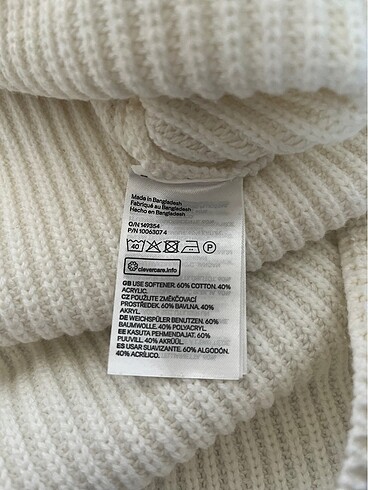 Made in Bangladesh
Fabriqué au Bangladesh
Hecho en Bangladesh
O/N 149354
P/N 10063074
40
P
clevercare.info
GB USE SOFTENER. 60% COTTON. 40%
ACRYLIC.
CZ POUŽIJTE ZMĚKČOVACÍ
PROSTŘEDEK. 60% BAVLNA. 40%
AKRYL.
DE WEICHSPÜLER BENUTZEN. 60%
BAUMWOLLE. 40% POLYACRYL.
EE KASUTA PEHMENDAJAT. 60%
PUUVILL. 40% AKRÜÜL.
ES USAR SUAVIZANTE. 60% ALGODÓN.
40% ACRÍLICO.